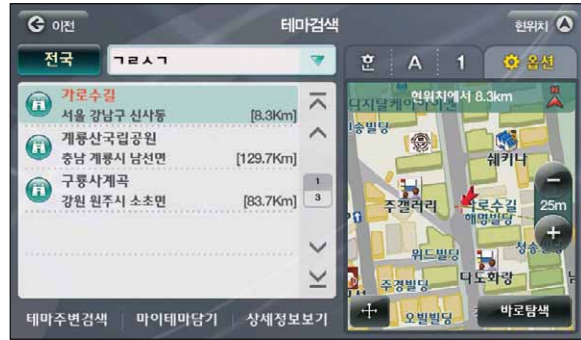 이전
테마검색
현위치
전국
ㄱㄹㅅㄱ
한 A 1 옵션
가로수길
서울 강남구 신사동 [8.3Km]
계룡산국립공원
충남 계룡시 남선면 [129.7Km]
구룡사계곡
강원 원주시 소초면 [83.7Km]
1
3
테마주변검색
마이테마담기
상세정보보기
현위치에서 8.3km
쉐키나
주갤러리
가로수길
해명빌딩
25m
위드빌딩
다도화랑
주경빌딩
오빌빌딩
바로탐색